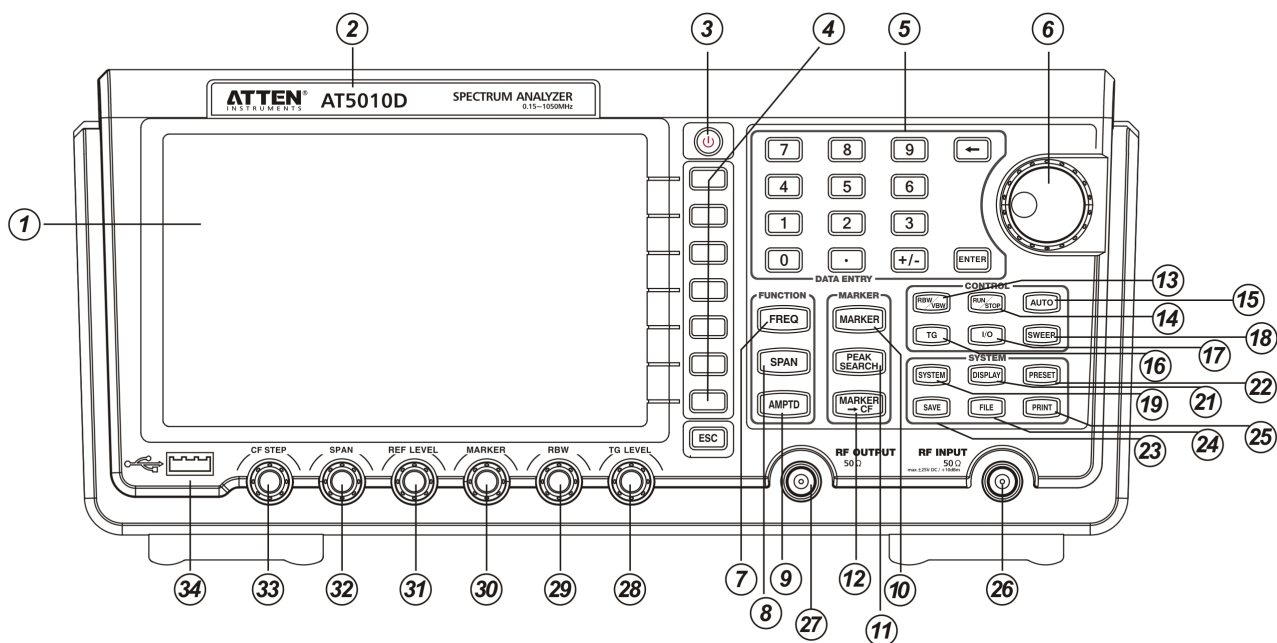 2 3 4 5 6
ATTEN® AT5010D SPECTRUM ANALYZER
INSTRUMENTS 0.15~1050MHz
7 8 9 ←
4 5 6
1
1 2 3
0 . +/- ENTER
DATA ENTRY
FUNCTION MARKER CONTROL
FREQ MARKER RBW/VBW RUN/STOP AUTO
13
14
15
TG I/O SWEEP
16
17
18
SPAN PEAK SEARCH
SYSTEM
SYSTEM DISPLAY PRESET
19
21
22
AMPTD MARKER → CF
SAVE FILE PRINT
23
24
25
ESC
CF STEP SPAN REF LEVEL MARKER RBW TG LEVEL
RF OUTPUT RF INPUT
50Ω 50Ω
max.±25V DC / +10dBm
34 33 32 31 30 29 28
7 8 9 27 12 11 10 26